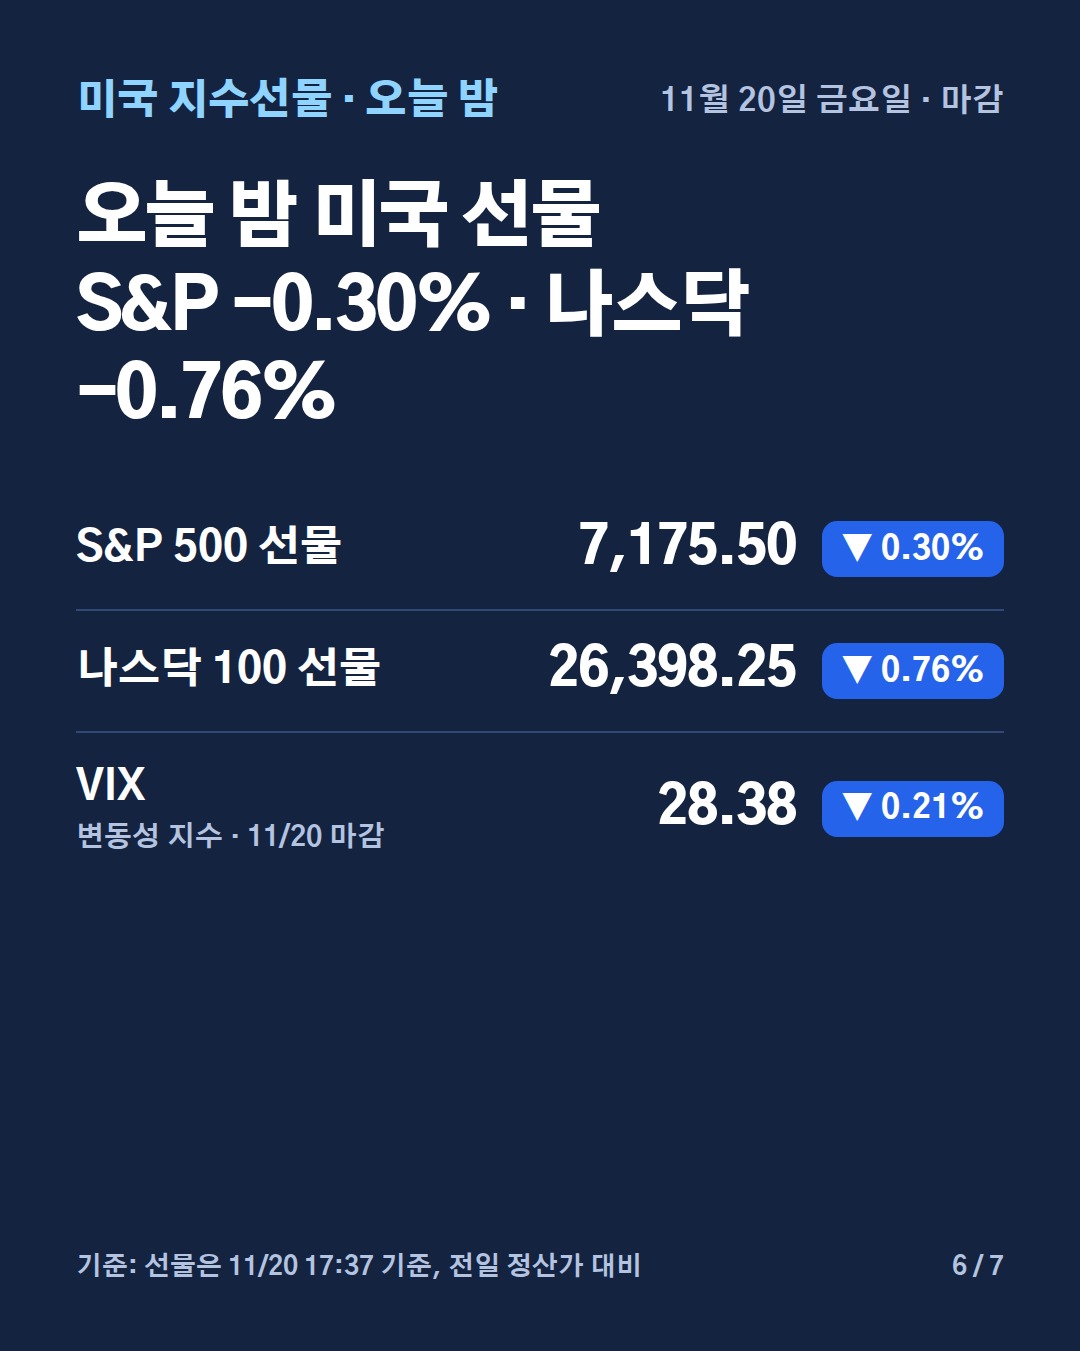 미국 지수선물 · 오늘 밤
11월 20일 금요일 · 마감
오늘 밤 미국 선물
S&P −0.30% · 나스닥
−0.76%
S&P 500 선물 7,175.50 ▼ 0.30%
나스닥 100 선물 26,398.25 ▼ 0.76%
VIX 28.38 ▼ 0.21%
변동성 지수 · 11/20 마감
기준: 선물은 11/20 17:37 기준, 전일 정산가 대비
6 / 7